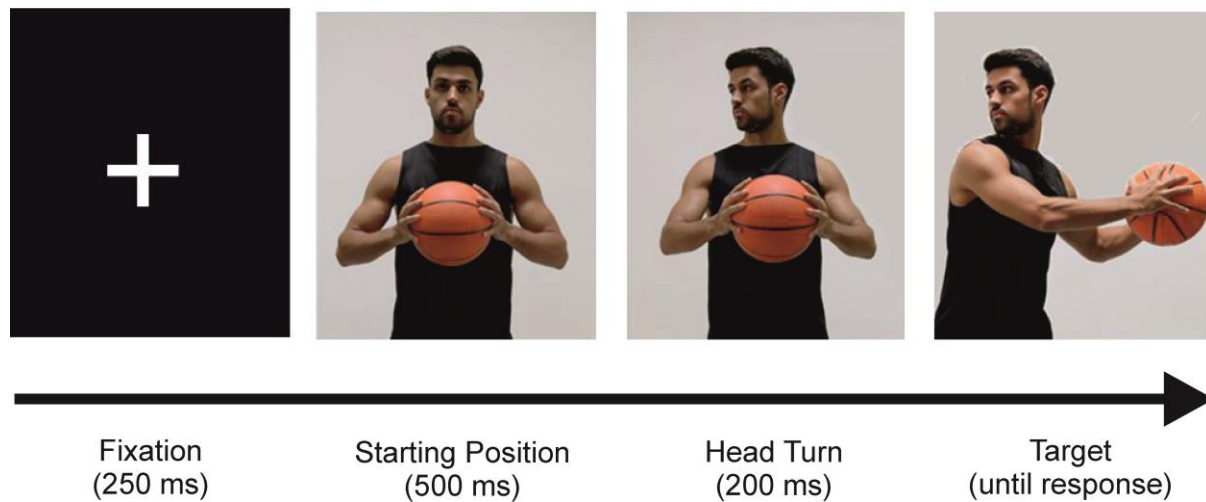 Fixation
(250 ms)
Starting Position
(500 ms)
Head Turn
(200 ms)
Target
(until response)